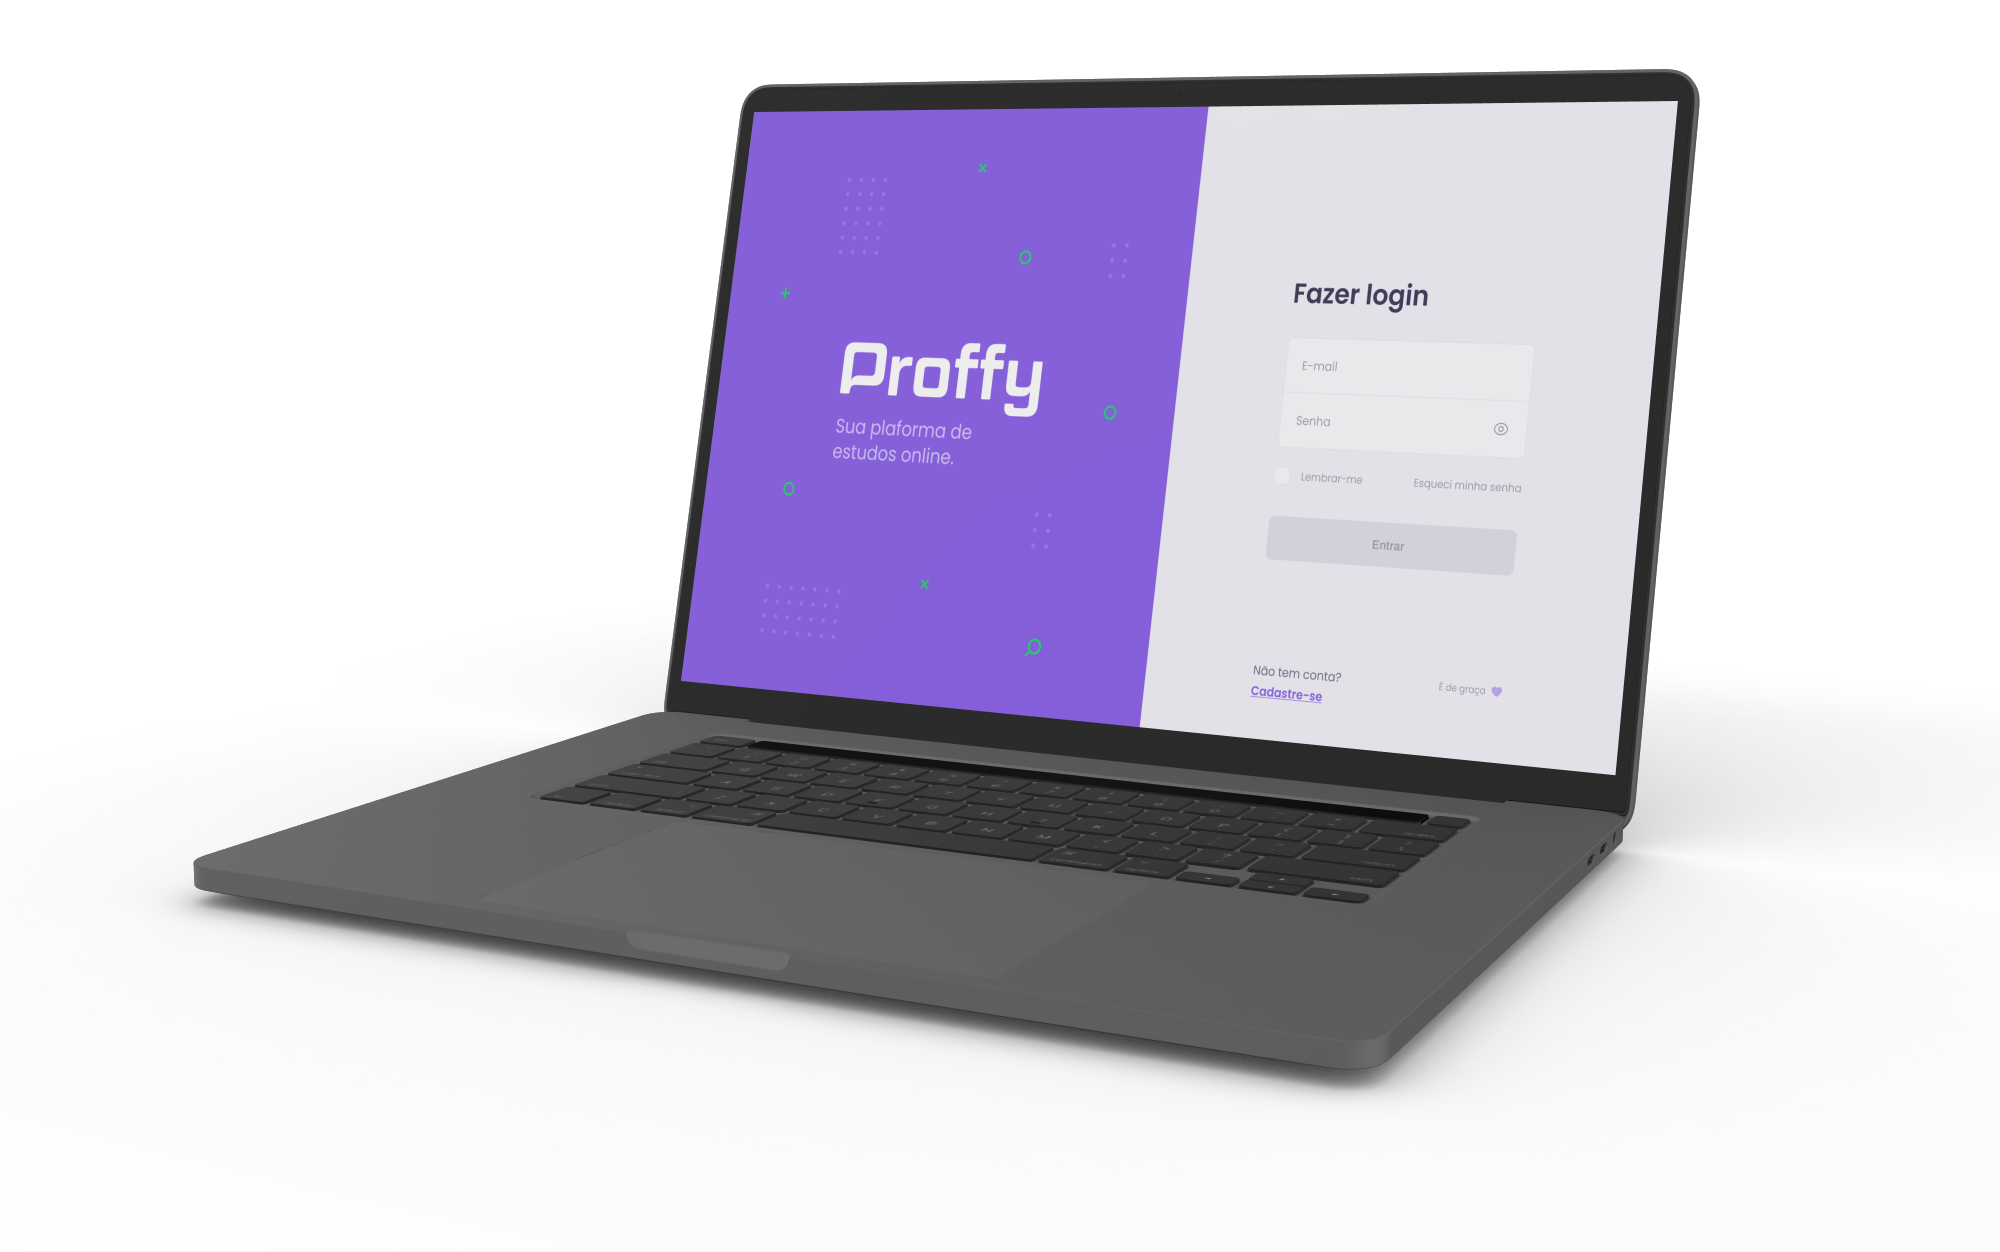 Proffy
Sua plaforma de
estudos online.
Fazer login
E-mail
Senha
Lembrar-me
Esqueci minha senha
Entrar
Não tem conta?
Cadastre-se
É de graça